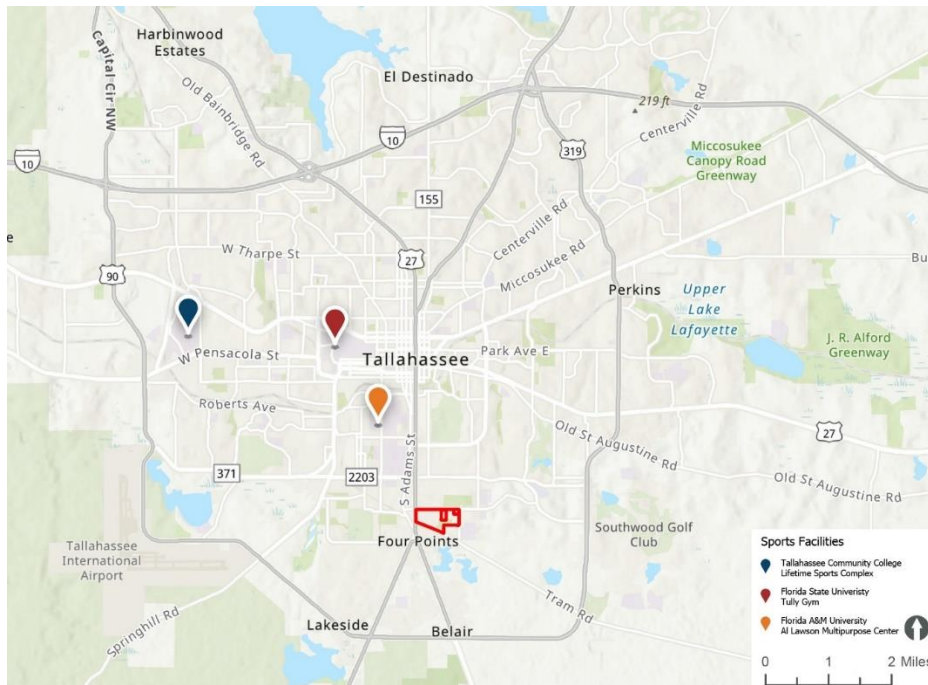 Harbinwood
Estates
Capital Cir NW
Old Bainbridge Rd
El Destinado
219 ft
Centerville Rd
10
319
10
Miccosukee
Canopy Road
Greenway
155
Centerville Rd
W Tharpe St
Miccosukee Rd
e
27
Bu
90
Perkins
Upper
Lake
Lafayette
W Pensacola St
Tallahassee
Park Ave E
J. R. Alford
Greenway
Roberts Ave
S Adams St
Old St Augustine Rd
27
371
2203
Old St Augustine Rd
Four Points
Southwood Golf
Club
Tallahassee
International
Airport
Springhill Rd
Tram Rd
Lakeside
Belair
Sports Facilities
Tallahassee Community College
Lifetime Sports Complex
Florida State Univeristy
Tully Gym
Florida A&M University
Al Lawson Multipurpose Center
0 1 2 Miles